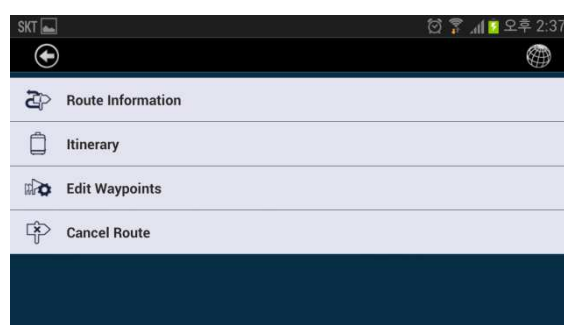 SKT 오후 2:37
Route Information
Itinerary
Edit Waypoints
Cancel Route